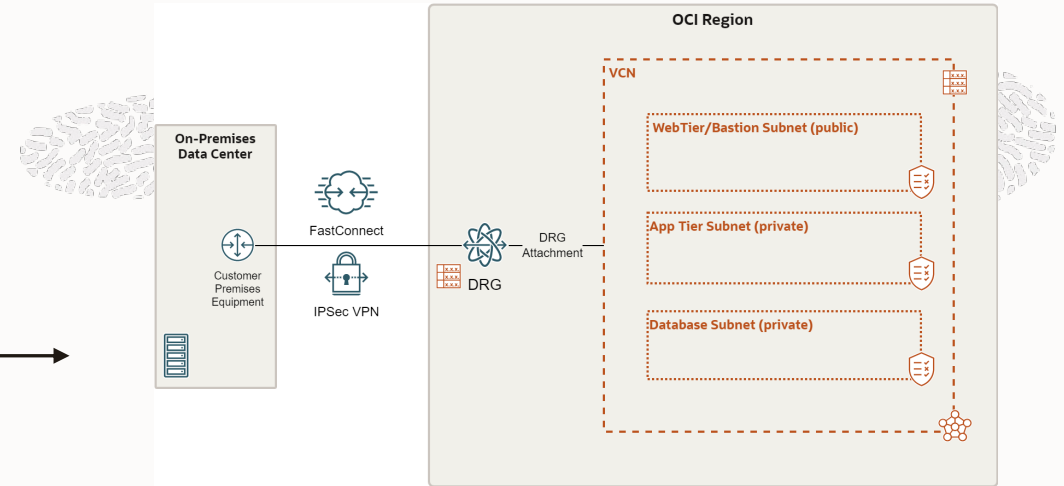 OCI Region
VCN
WebTier/Bastion Subnet (public)
On-Premises
Data Center
FastConnect
App Tier Subnet (private)
DRG
Attachment
Customer
Premises
Equipment
DRG
IPSec VPN
Database Subnet (private)